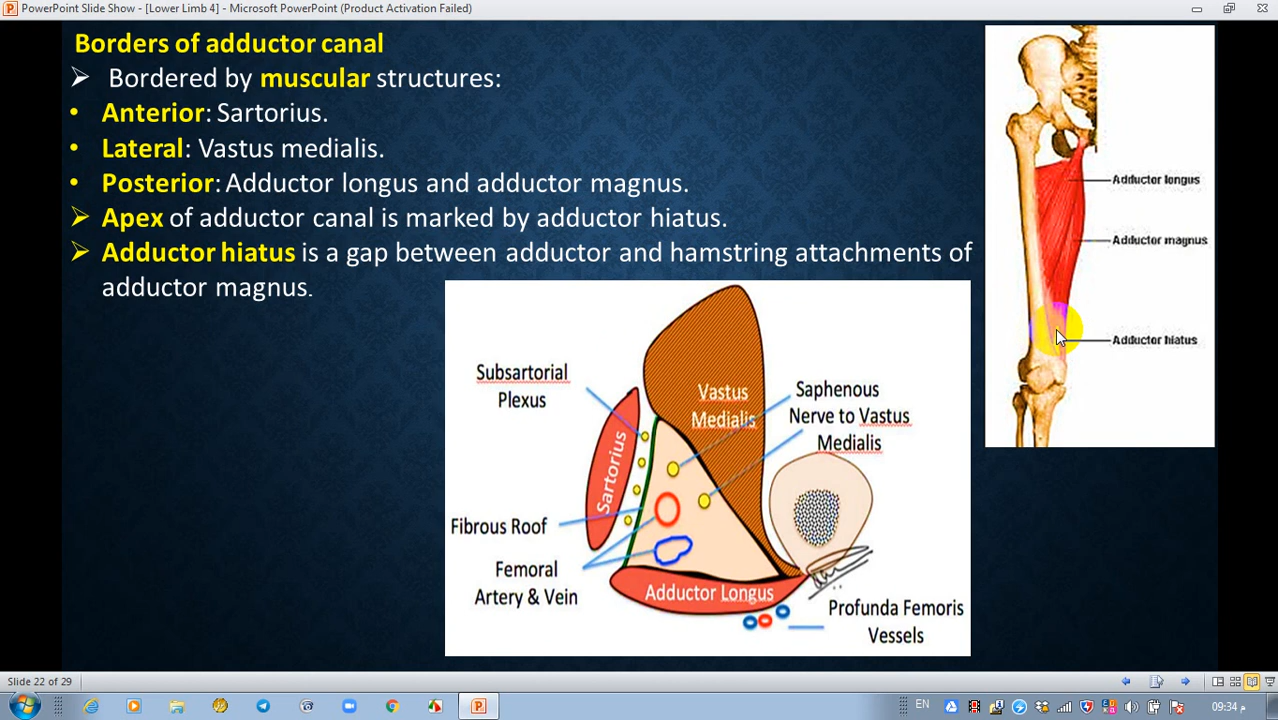 PowerPoint Slide Show - [Lower Limb 4] - Microsoft PowerPoint (Product Activation Failed)
Borders of adductor canal
➢ Bordered by muscular structures:
• Anterior: Sartorius.
• Lateral: Vastus medialis.
• Posterior: Adductor longus and adductor magnus.
➢ Apex of adductor canal is marked by adductor hiatus.
➢ Adductor hiatus is a gap between adductor and hamstring attachments of
adductor magnus.
Adductor longus
Adductor magnus
Adductor hiatus
Subsartorial
Plexus
Vastus
Medialis
Saphenous
Nerve to Vastus
Medialis
Sartorius
Fibrous Roof
Femoral
Artery & Vein
Adductor Longus
Profunda Femoris
Vessels
Slide 22 of 29
EN
09:34 م